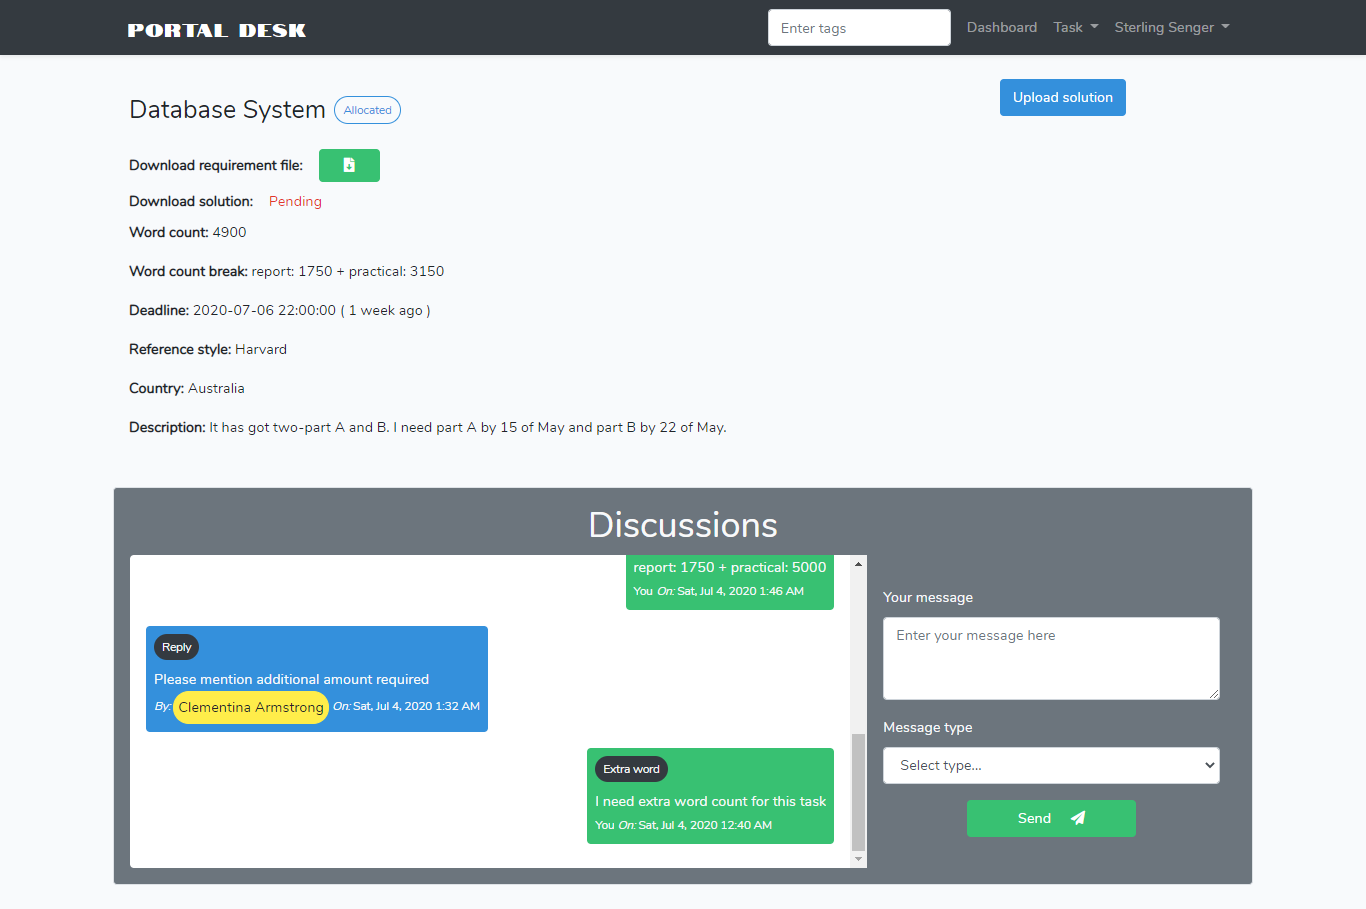 PORTAL DESK
Enter tags
Dashboard
Task
Sterling Senger
Database System
Allocated
Upload solution
Download requirement file:
Download solution: Pending
Word count: 4900
Word count break: report: 1750 + practical: 3150
Deadline: 2020-07-06 22:00:00 ( 1 week ago )
Reference style: Harvard
Country: Australia
Description: It has got two-part A and B. I need part A by 15 of May and part B by 22 of May.
Discussions
report: 1750 + practical: 5000
You On: Sat, Jul 4, 2020 1:46 AM
Reply
Please mention additional amount required
By: Clementina Armstrong On: Sat, Jul 4, 2020 1:32 AM
Extra word
I need extra word count for this task
You On: Sat, Jul 4, 2020 12:40 AM
Your message
Enter your message here
Message type
Select type...
Send